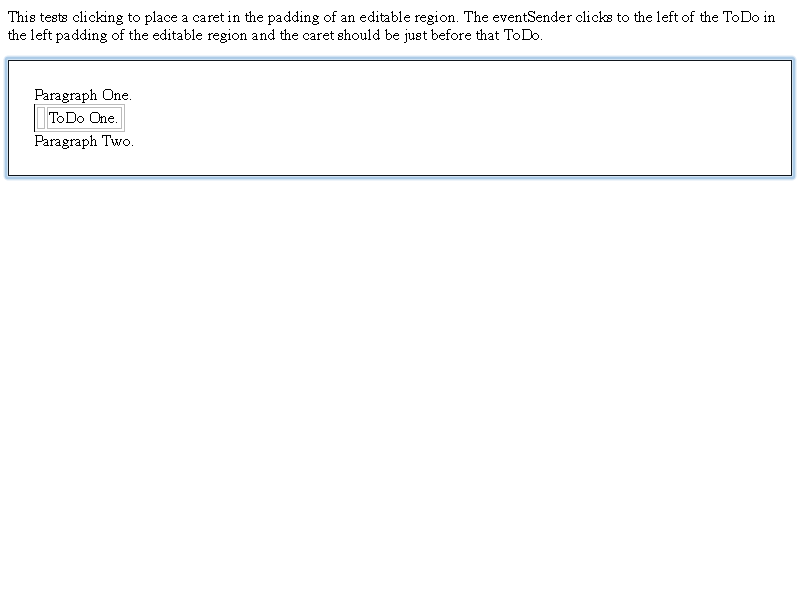 This tests clicking to place a caret in the padding of an editable region. The eventSender clicks to the left of the ToDo in
the left padding of the editable region and the caret should be just before that ToDo.
Paragraph One.
ToDo One.
Paragraph Two.